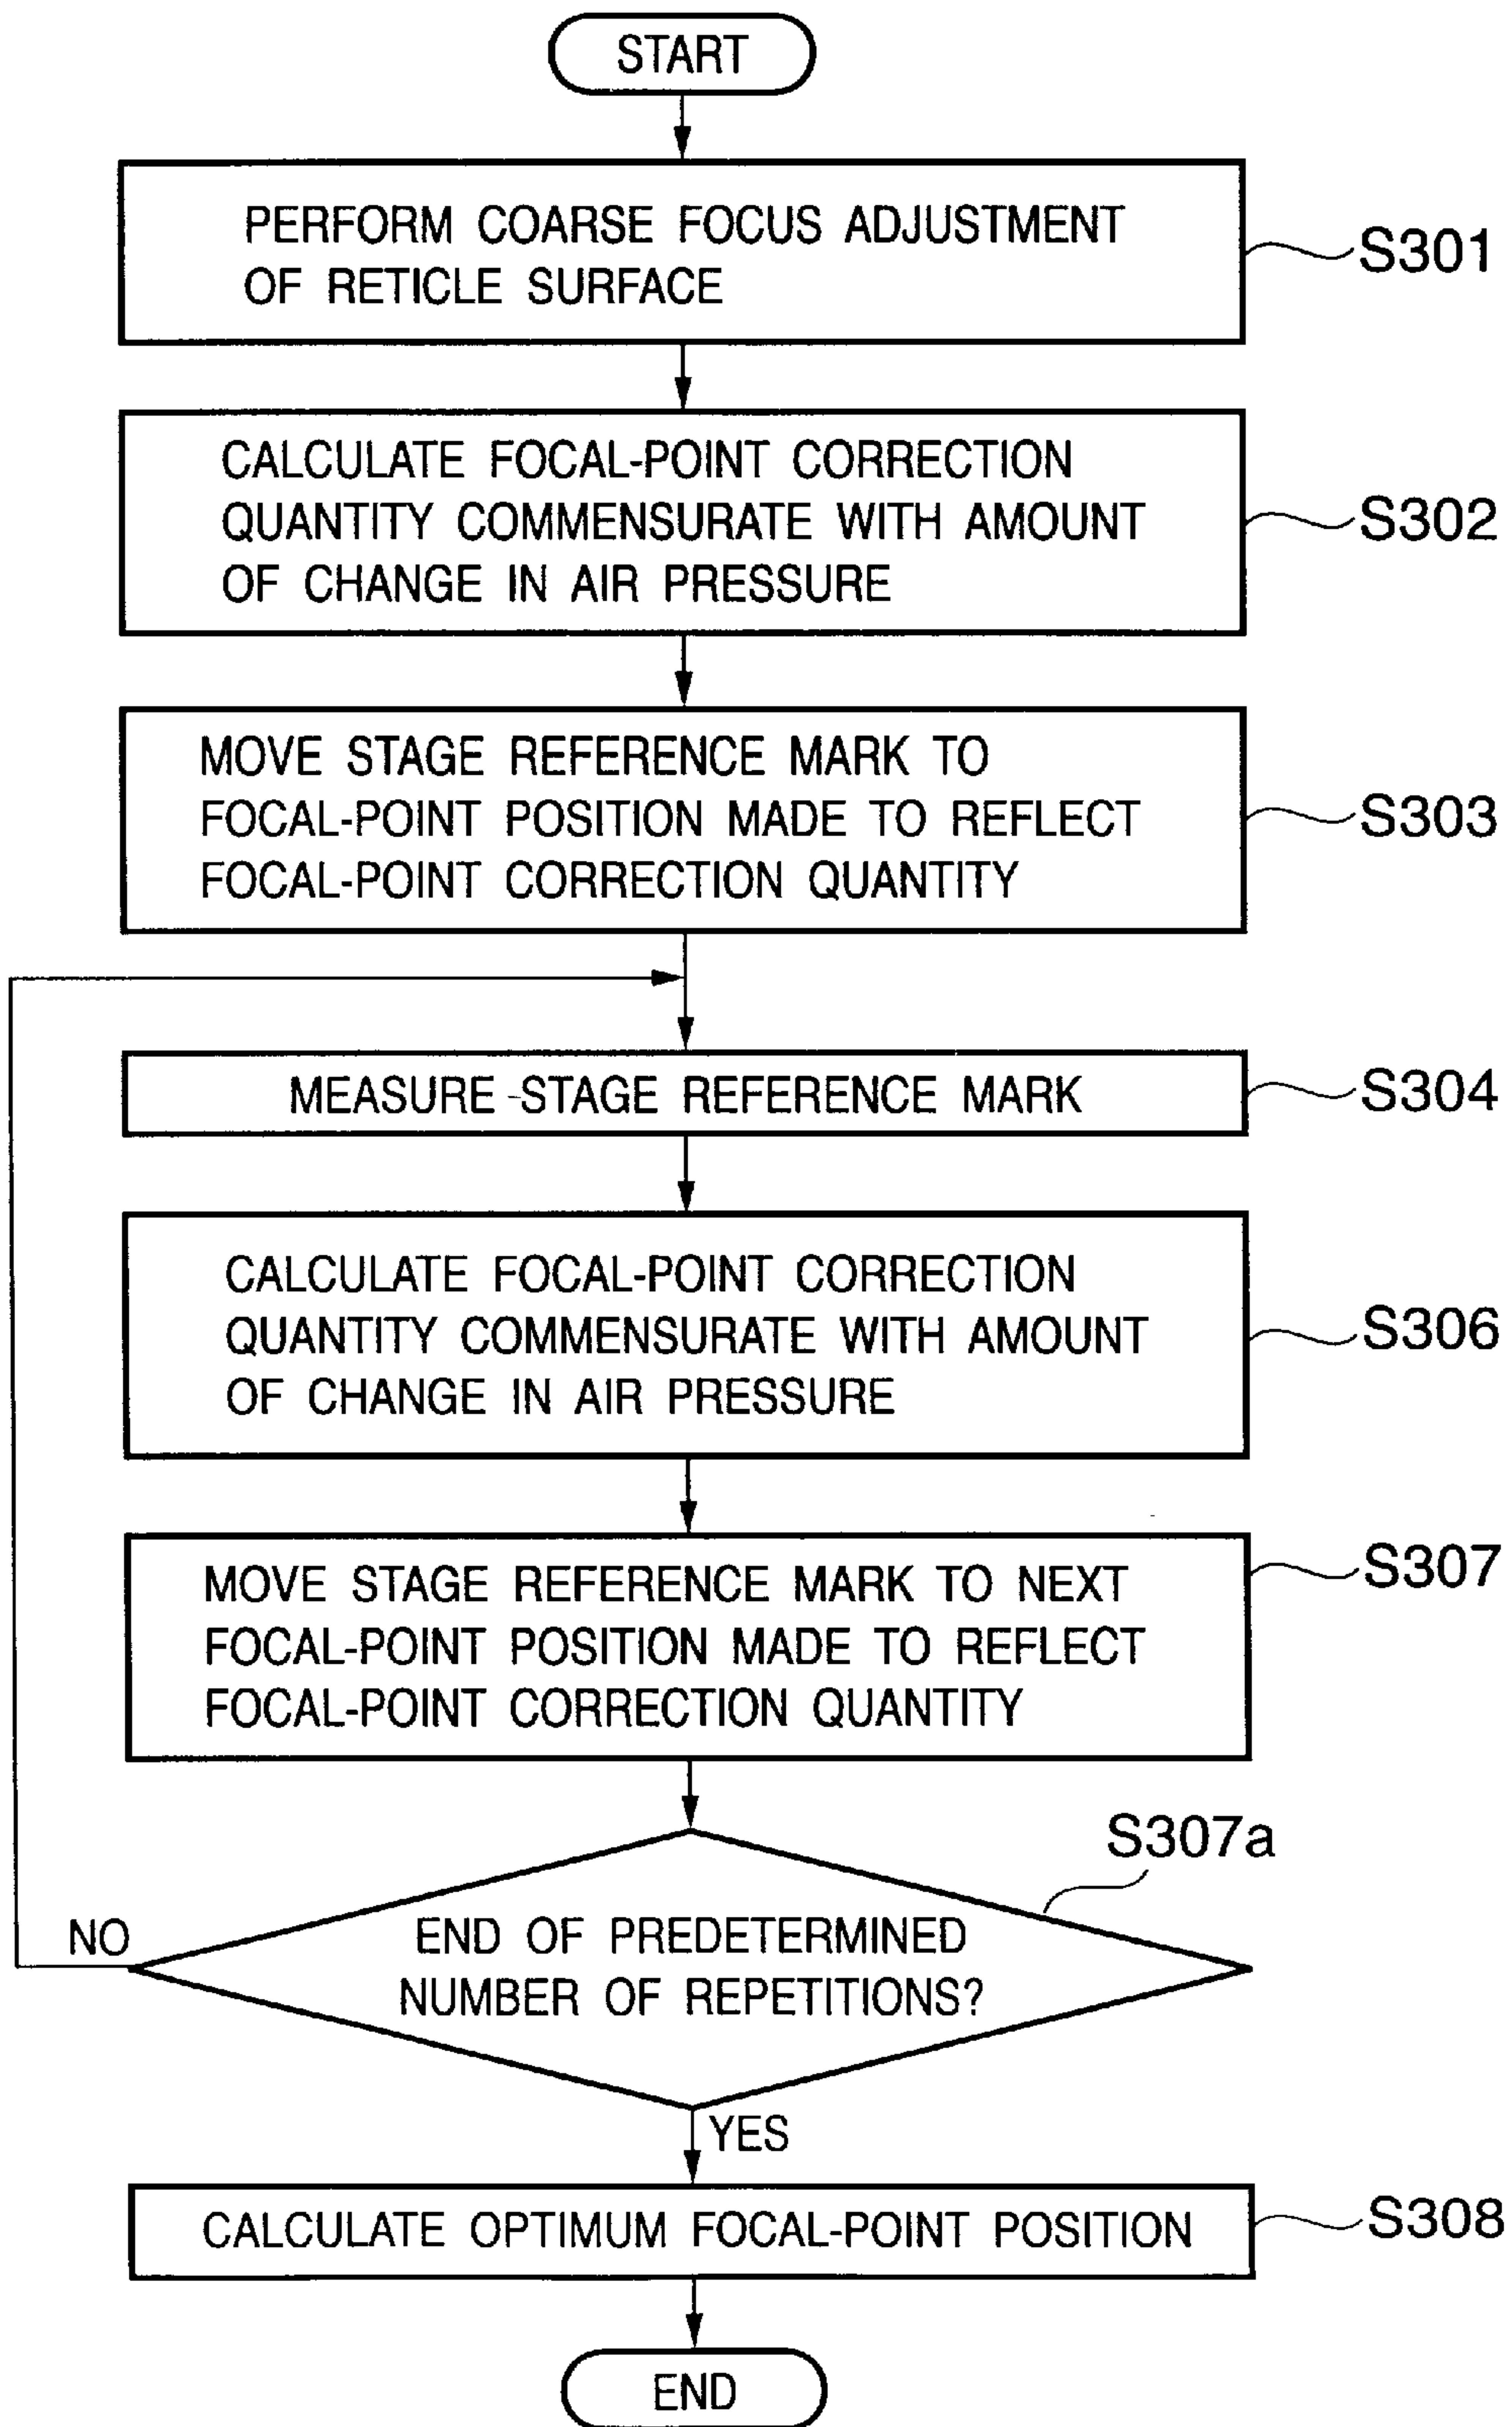 START
PERFORM COARSE FOCUS ADJUSTMENT
OF RETICLE SURFACE
S301
CALCULATE FOCAL-POINT CORRECTION
QUANTITY COMMENSURATE WITH AMOUNT
OF CHANGE IN AIR PRESSURE
S302
MOVE STAGE REFERENCE MARK TO
FOCAL-POINT POSITION MADE TO REFLECT
FOCAL-POINT CORRECTION QUANTITY
S303
MEASURE STAGE REFERENCE MARK
S304
CALCULATE FOCAL-POINT CORRECTION
QUANTITY COMMENSURATE WITH AMOUNT
OF CHANGE IN AIR PRESSURE
S306
MOVE STAGE REFERENCE MARK TO NEXT
FOCAL-POINT POSITION MADE TO REFLECT
FOCAL-POINT CORRECTION QUANTITY
S307
S307a
NO
END OF PREDETERMINED
NUMBER OF REPETITIONS?
YES
CALCULATE OPTIMUM FOCAL-POINT POSITION
S308
END